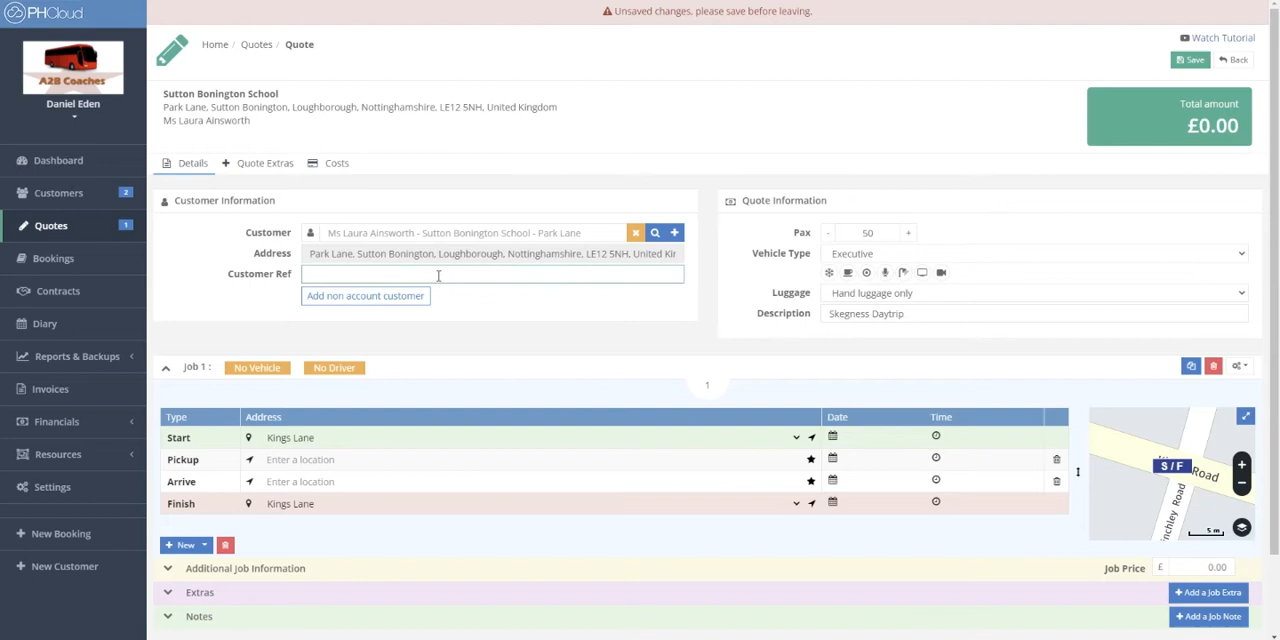 PHCloud
Unsaved changes, please save before leaving.
A2B Coaches
Daniel Eden
Home / Quotes / Quote
Watch Tutorial
Save
Back
Sutton Bonington School
Park Lane, Sutton Bonington, Loughborough, Nottinghamshire, LE12 5NH, United Kingdom
Ms Laura Ainsworth
Total amount
£0.00
Dashboard
Customers 2
Quotes 1
Bookings
Contracts
Diary
Reports & Backups
Invoices
Financials
Resources
Settings
New Booking
New Customer
Details
Quote Extras
Costs
Customer Information
Customer Ms Laura Ainsworth - Sutton Bonington School - Park Lane
Address Park Lane, Sutton Bonington, Loughborough, Nottinghamshire, LE12 5NH, United Kir
Customer Ref
Add non account customer
Quote Information
Pax - 50 +
Vehicle Type Executive
Luggage Hand luggage only
Description Skegness Daytrip
Job 1 : No Vehicle No Driver
1
Type Address Date Time
Start Kings Lane
Pickup Enter a location
Arrive Enter a location
Finish Kings Lane
S / F
Road
inchley Road
5 m
+ New
Additional Job Information
Job Price £ 0.00
Extras
+ Add a Job Extra
Notes
+ Add a Job Note